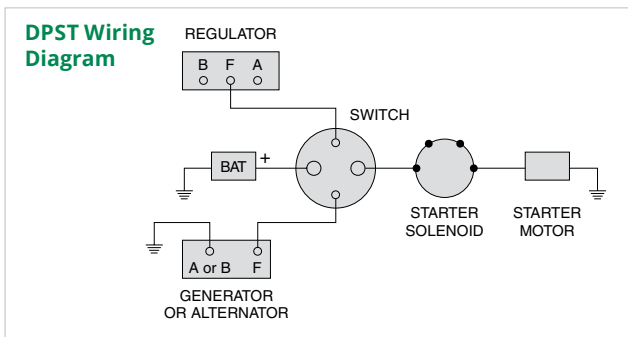 DPST Wiring
Diagram
REGULATOR
B F A
SWITCH
BAT +
STARTER
SOLENOID
STARTER
MOTOR
A or B F
GENERATOR
OR ALTERNATOR